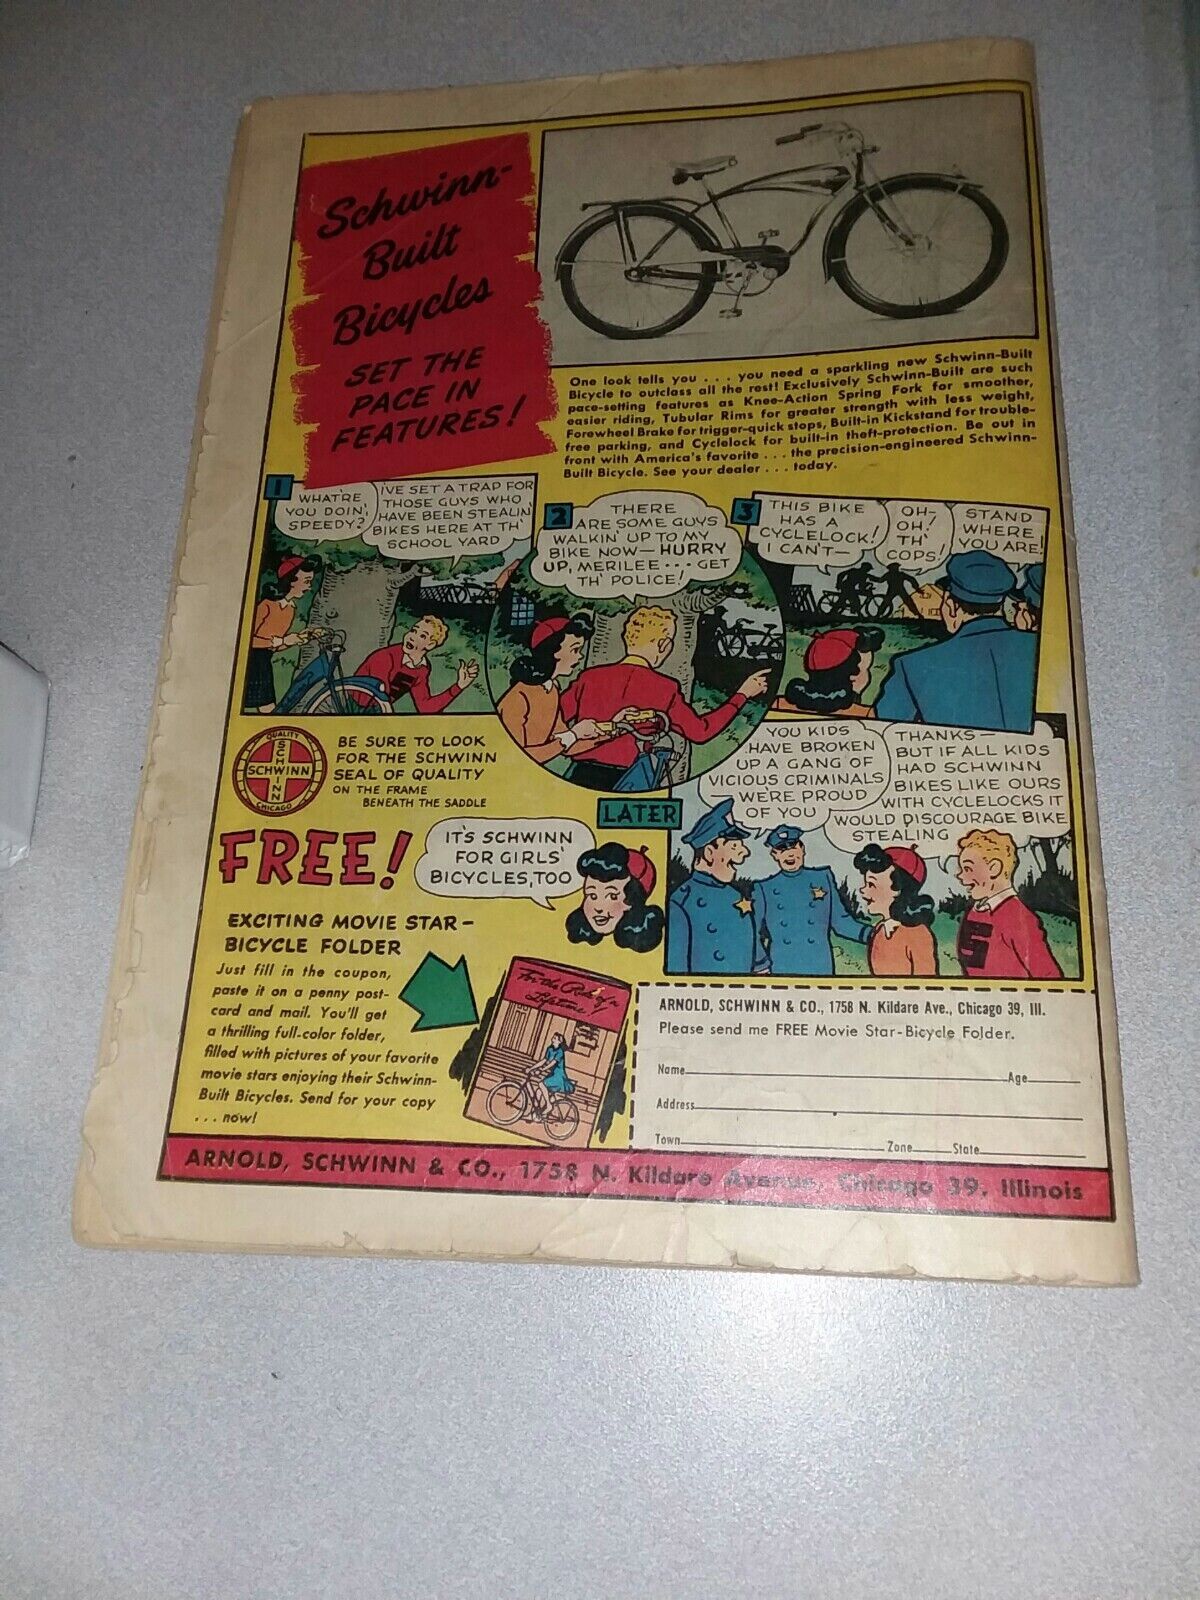 Schwinn-
Built
Bicycles
SET THE
PACE IN
FEATURES!
One look tells you . . . you need a sparkling new Schwinn-Built
Bicycle to outclass all the rest! Exclusively Schwinn-Built are such
pace-setting features as Knee-Action Spring Fork for smoother,
easier riding, Tubular Rims for greater strength with less weight,
Forewheel Brake for trigger-quick stops, Built-in Kickstand for trouble-
free parking, and Cyclelock for built-in theft-protection. Be out in
front with America's favorite . . . the precision-engineered Schwinn-
Built Bicycle. See your dealer . . . today.
1
WHAT'RE
YOU DOIN',
SPEEDY?
I'VE SET A TRAP FOR
THOSE GUYS WHO
HAVE BEEN STEALIN'
BIKES HERE AT TH'
SCHOOL YARD
2
THERE
ARE SOME GUYS
WALKIN' UP TO MY
BIKE NOW — HURRY
UP, MERILEE ... GET
TH' POLICE!
3
THIS BIKE
HAS A
CYCLELOCK!
I CAN'T—
OH-
OH!
TH'
COPS!
STAND
WHERE
YOU ARE!
QUALITY
SCHWINN
SCHWINN
CHICAGO
BE SURE TO LOOK
FOR THE SCHWINN
SEAL OF QUALITY
ON THE FRAME
BENEATH THE SADDLE
LATER
YOU KIDS
HAVE BROKEN
UP A GANG OF
VICIOUS CRIMINALS
— WE'RE PROUD
OF YOU
THANKS —
BUT IF ALL KIDS
HAD SCHWINN
BIKES LIKE OURS
WITH CYCLELOCKS IT
WOULD DISCOURAGE BIKE
STEALING
S
FREE!
IT'S SCHWINN
FOR GIRLS'
BICYCLES, TOO
EXCITING MOVIE STAR-
BICYCLE FOLDER
Just fill in the coupon,
paste it on a penny post-
card and mail. You'll get
a thrilling full-color folder,
filled with pictures of your favorite
movie stars enjoying their Schwinn-
Built Bicycles. Send for your copy
. . . now!
For the Ride of a
Lifetime
ARNOLD, SCHWINN & CO., 1758 N. Kildare Ave., Chicago 39, Ill.
Please send me FREE Movie Star-Bicycle Folder.
Name Age
Address
Town Zone State
ARNOLD, SCHWINN & CO., 1758 N. Kildare Avenue, Chicago 39, Illinois